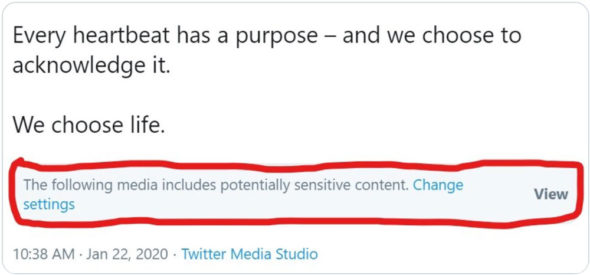 Every heartbeat has a purpose – and we choose to
acknowledge it.
We choose life.
The following media includes potentially sensitive content. Change
settings
View
10:38 AM · Jan 22, 2020 · Twitter Media Studio